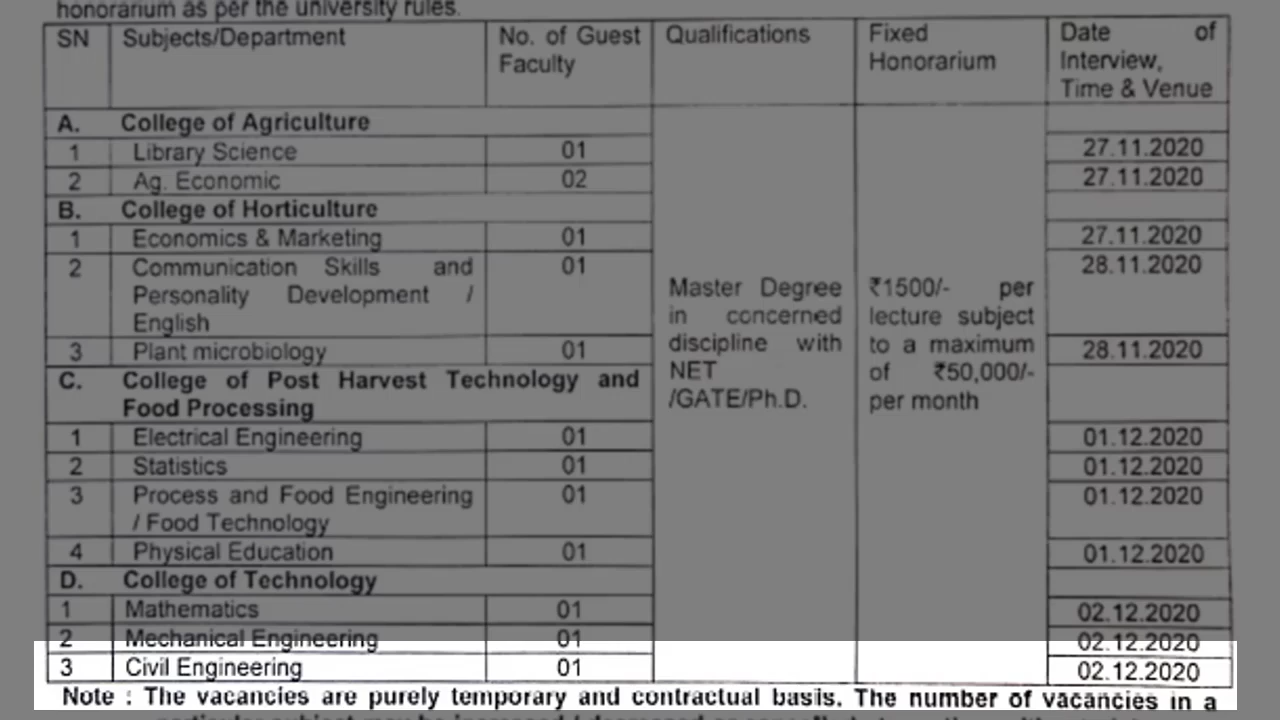 honorarium as per the university rules.
SN Subjects/Department No. of Guest Faculty Qualifications Fixed Honorarium Date of Interview, Time & Venue
A. College of Agriculture
1 Library Science 01 27.11.2020
2 Ag. Economic 02 27.11.2020
B. College of Horticulture
1 Economics & Marketing 01 27.11.2020
2 Communication Skills and Personality Development / English 01 28.11.2020
3 Plant microbiology 01 28.11.2020
Master Degree in concerned discipline with NET /GATE/Ph.D.
₹1500/- per lecture subject to a maximum of ₹50,000/- per month
C. College of Post Harvest Technology and Food Processing
1 Electrical Engineering 01 01.12.2020
2 Statistics 01 01.12.2020
3 Process and Food Engineering / Food Technology 01 01.12.2020
4 Physical Education 01 01.12.2020
D. College of Technology
1 Mathematics 01 02.12.2020
2 Mechanical Engineering 01 02.12.2020
3 Civil Engineering 01 02.12.2020
Note : The vacancies are purely temporary and contractual basis. The number of vacancies in a